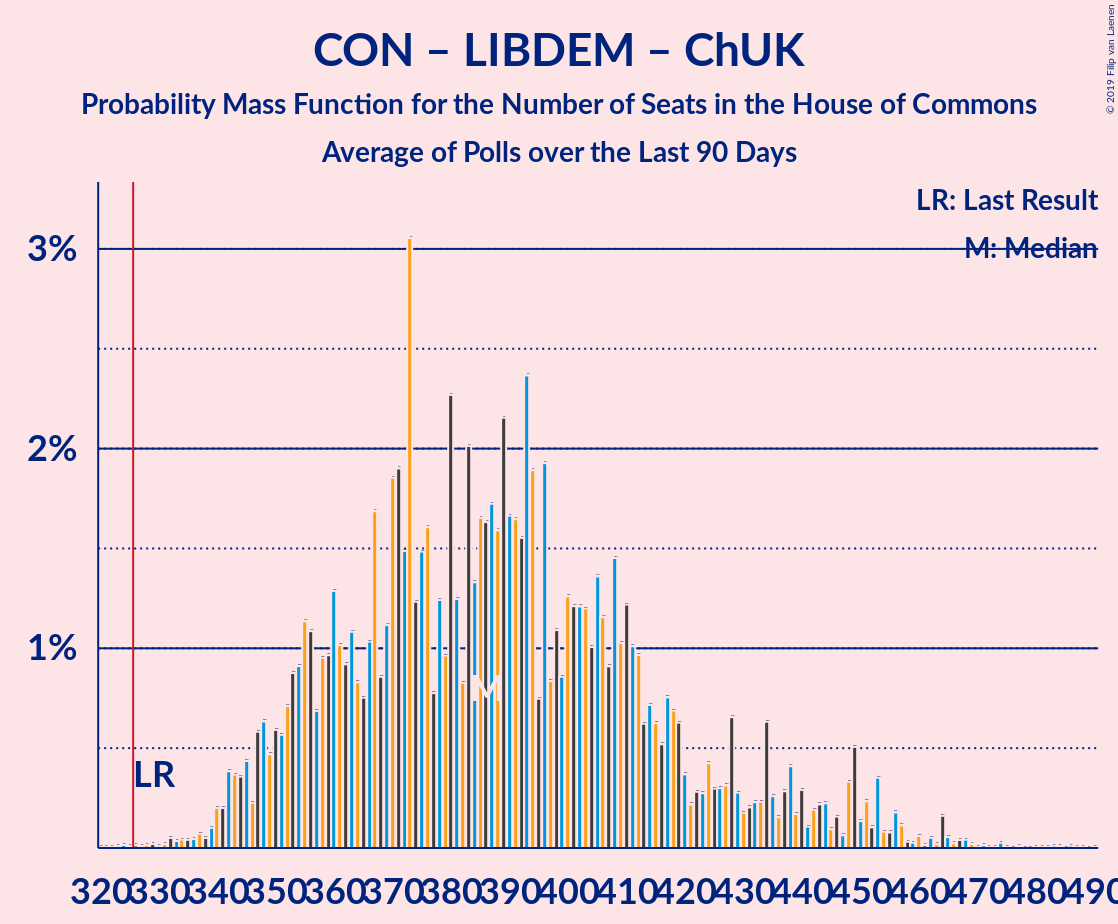 CON – LIBDEM – ChUK
Probability Mass Function for the Number of Seats in the House of Commons
Average of Polls over the Last 90 Days
© 2019 Filip van Laenen
LR: Last Result
M: Median
3%
2%
1%
M
LR
320 330 340 350 360 370 380 390 400 410 420 430 440 450 460 470 480 490